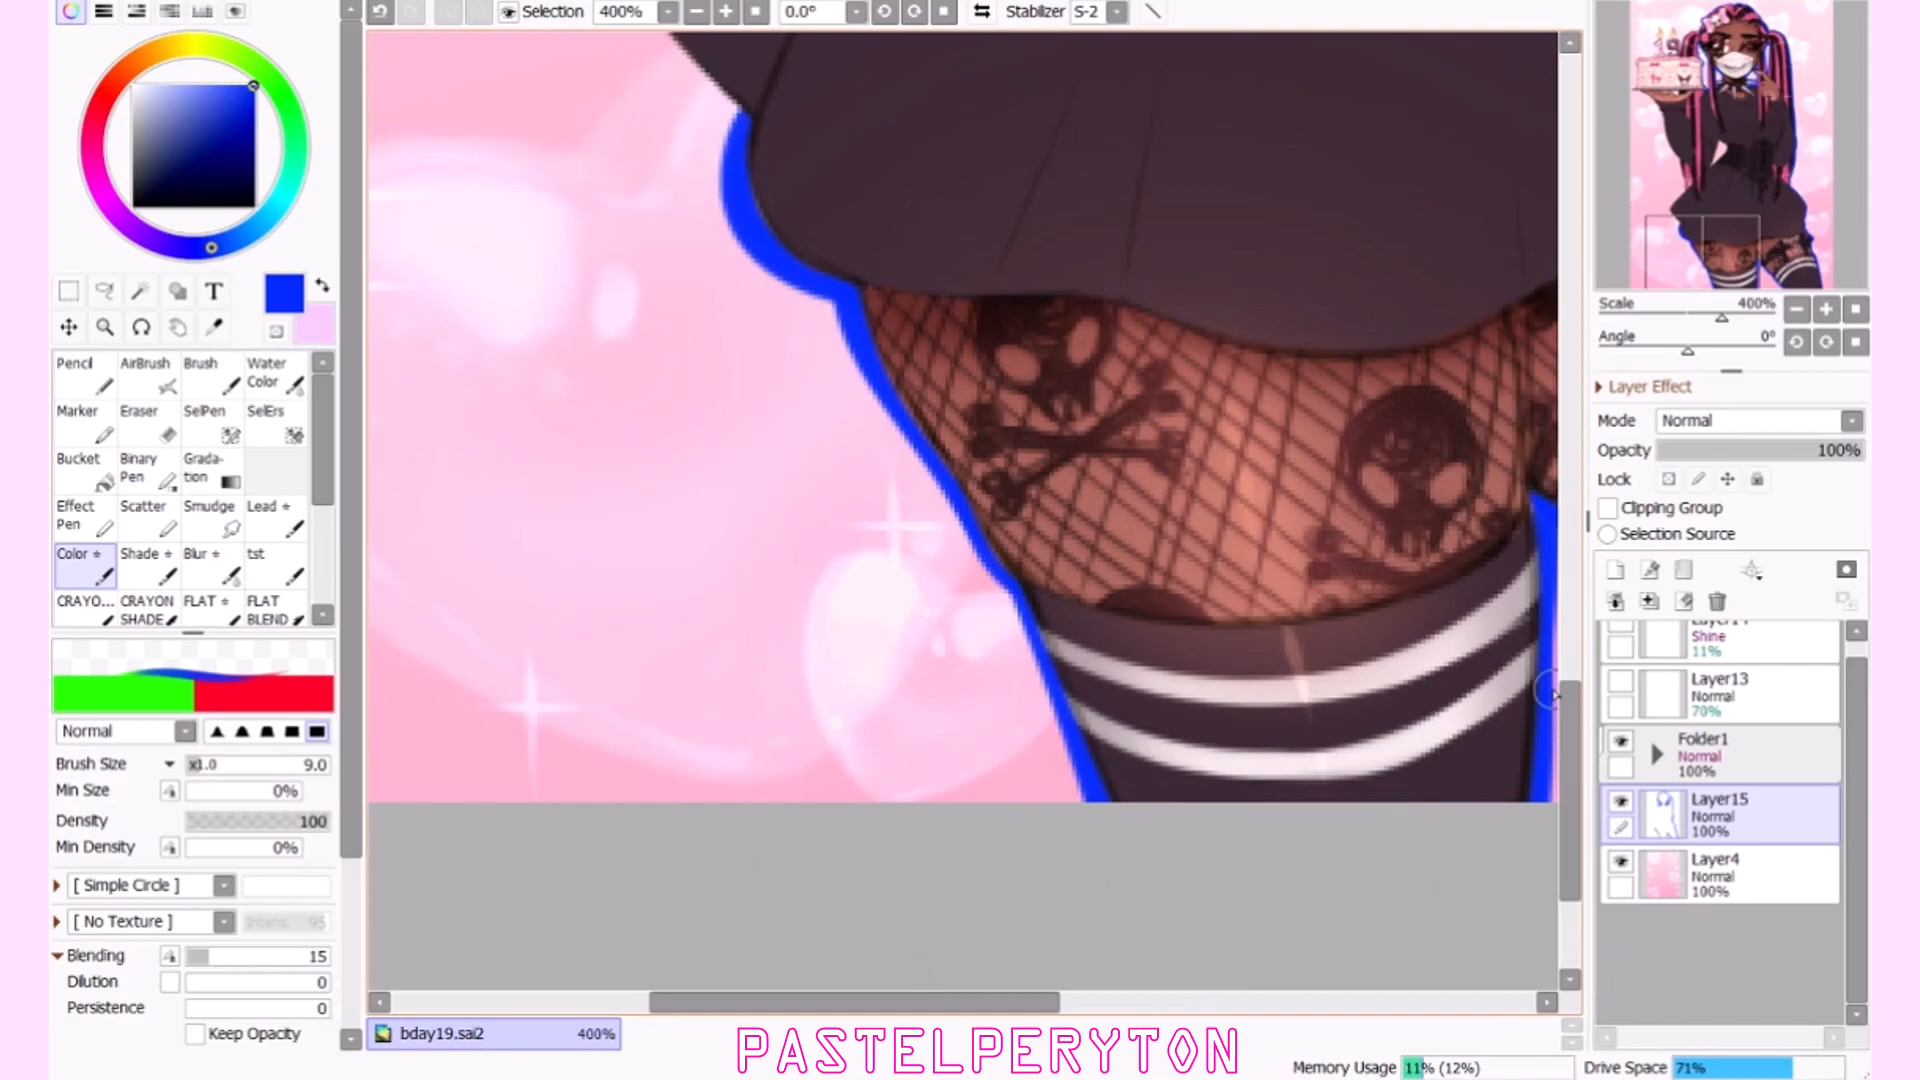 Selection 400% 0.0° Stabilizer S-2
T
Pencil AirBrush Brush Water Color
Marker Eraser SelPen SelErs
Bucket Binary Pen Grada-tion
Effect Pen Scatter Smudge Lead
Color Shade Blur tst
CRAYO... CRAYON SHADE FLAT FLAT BLEND
Normal
Brush Size x1.0 9.0
Min Size 0%
Density 100
Min Density 0%
[ Simple Circle ]
[ No Texture ] Intens. 95
Blending 15
Dilution 0
Persistence 0
Keep Opacity
bday19.sai2 400%
PASTELPERYTON
Memory Usage 11% (12%) Drive Space 71%
Scale 400%
Angle 0°
Layer Effect
Mode Normal
Opacity 100%
Lock
Clipping Group
Selection Source
Shine
11%
Layer13
Normal
70%
Folder1
Normal
100%
Layer15
Normal
100%
Layer4
Normal
100%